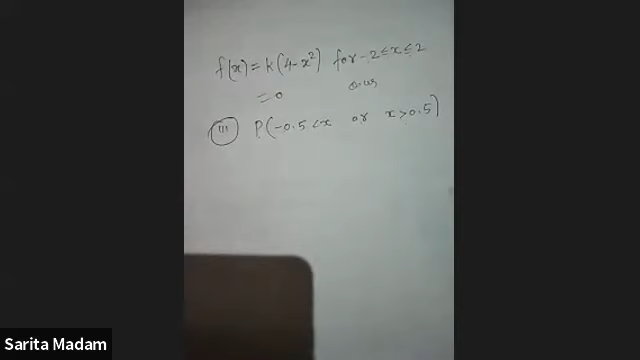 f(x) = k(4-x²) for -2≤x≤2
= 0 o.w
(iii) P(-0.5<x or x>0.5)
Sarita Madam